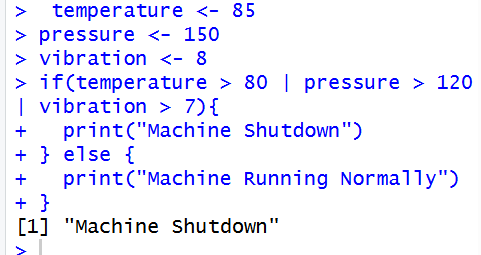 >  temperature <- 85
> pressure <- 150
> vibration <- 8
> if(temperature > 80 | pressure > 120
| vibration > 7){
+   print("Machine Shutdown")
+ } else {
+   print("Machine Running Normally")
+ }
[1] "Machine Shutdown"
>